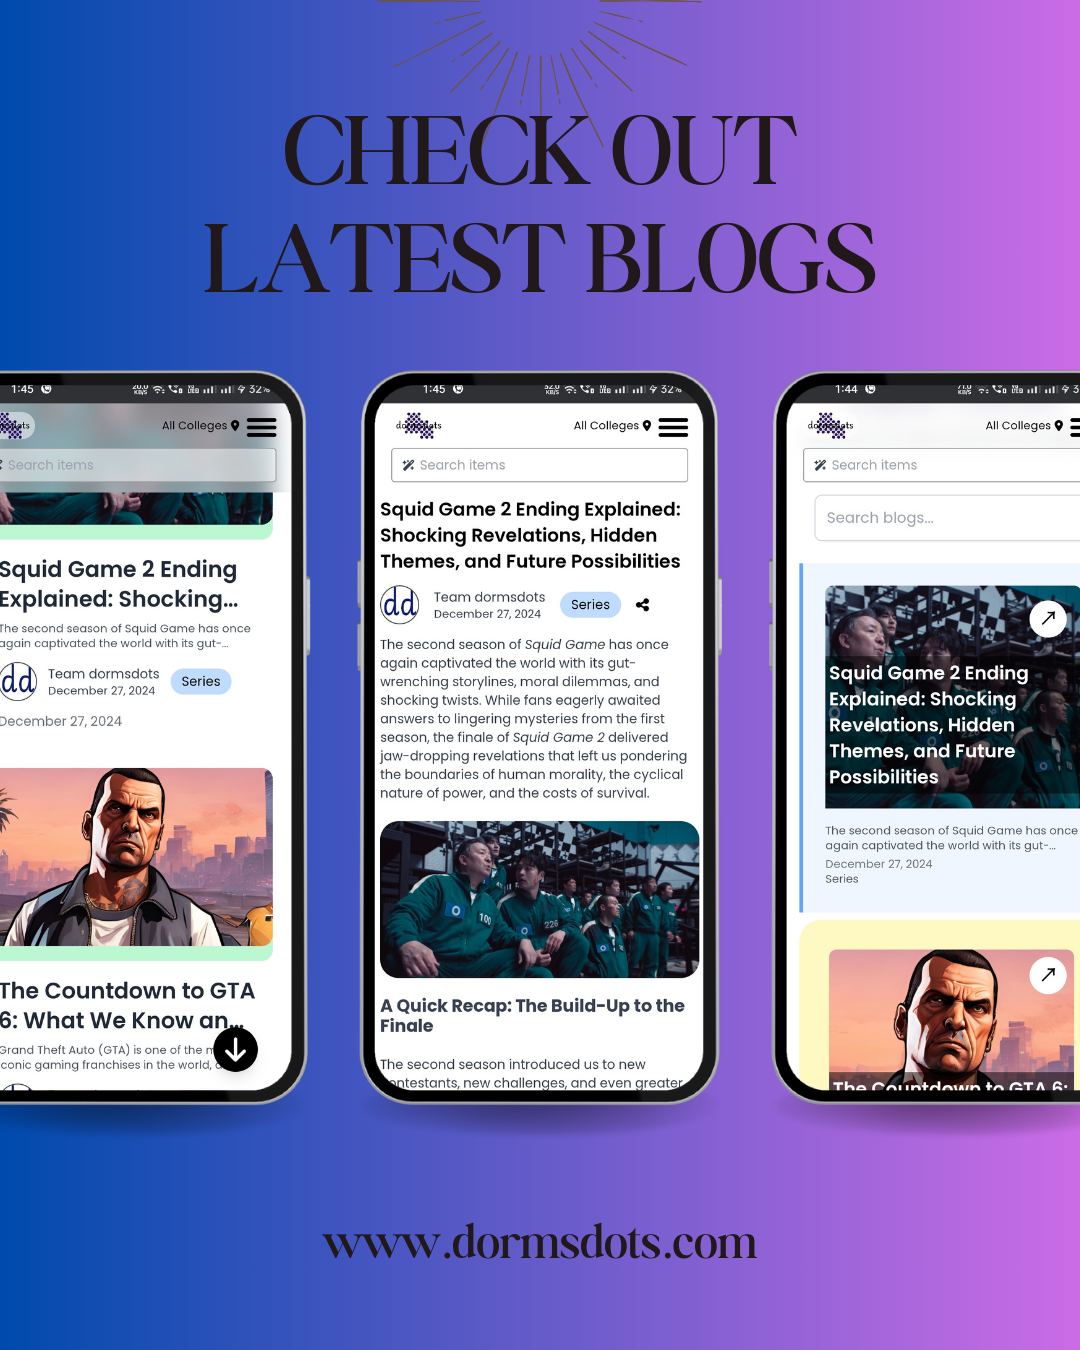 CHECK OUT
LATEST BLOGS
1:45
32%
dormsdots
All Colleges
Search items
Squid Game 2 Ending
Explained: Shocking...
The second season of Squid Game has once
again captivated the world with its gut-...
dd
Team dormsdots
December 27, 2024
Series
December 27, 2024
The Countdown to GTA
6: What We Know an...
Grand Theft Auto (GTA) is one of the m
iconic gaming franchises in the world,
1:45
32%
dormsdots
All Colleges
Search items
Squid Game 2 Ending Explained:
Shocking Revelations, Hidden
Themes, and Future Possibilities
dd
Team dormsdots
December 27, 2024
Series
The second season of Squid Game has once
again captivated the world with its gut-
wrenching storylines, moral dilemmas, and
shocking twists. While fans eagerly awaited
answers to lingering mysteries from the first
season, the finale of Squid Game 2 delivered
jaw-dropping revelations that left us pondering
the boundaries of human morality, the cyclical
nature of power, and the costs of survival.
100
226
A Quick Recap: The Build-Up to the
Finale
The second season introduced us to new
contestants, new challenges, and even greater
1:44
dormsdots
All Colleges
Search items
Search blogs...
Squid Game 2 Ending
Explained: Shocking
Revelations, Hidden
Themes, and Future
Possibilities
The second season of Squid Game has once
again captivated the world with its gut-...
December 27, 2024
Series
The Countdown to GTA 6:
www.dormsdots.com